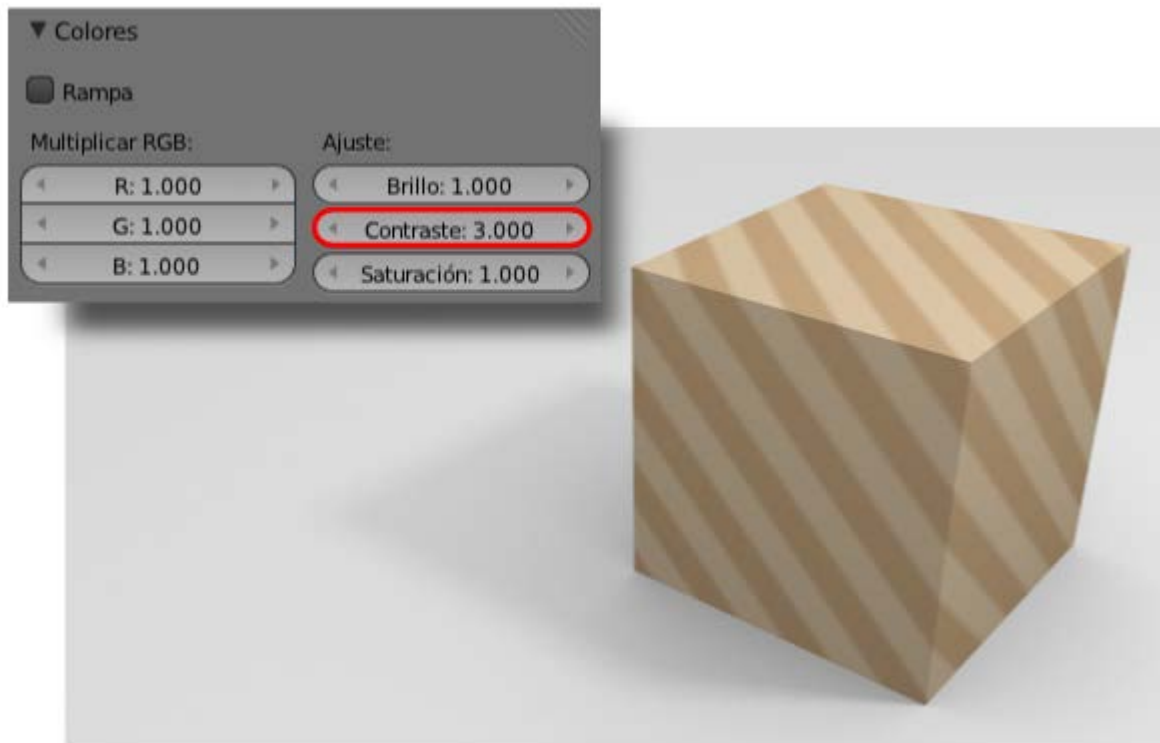 Colores
Rampa
Multiplicar RGB:
Ajuste:
R: 1.000
Brillo: 1.000
G: 1.000
Contraste: 3.000
B: 1.000
Saturación: 1.000